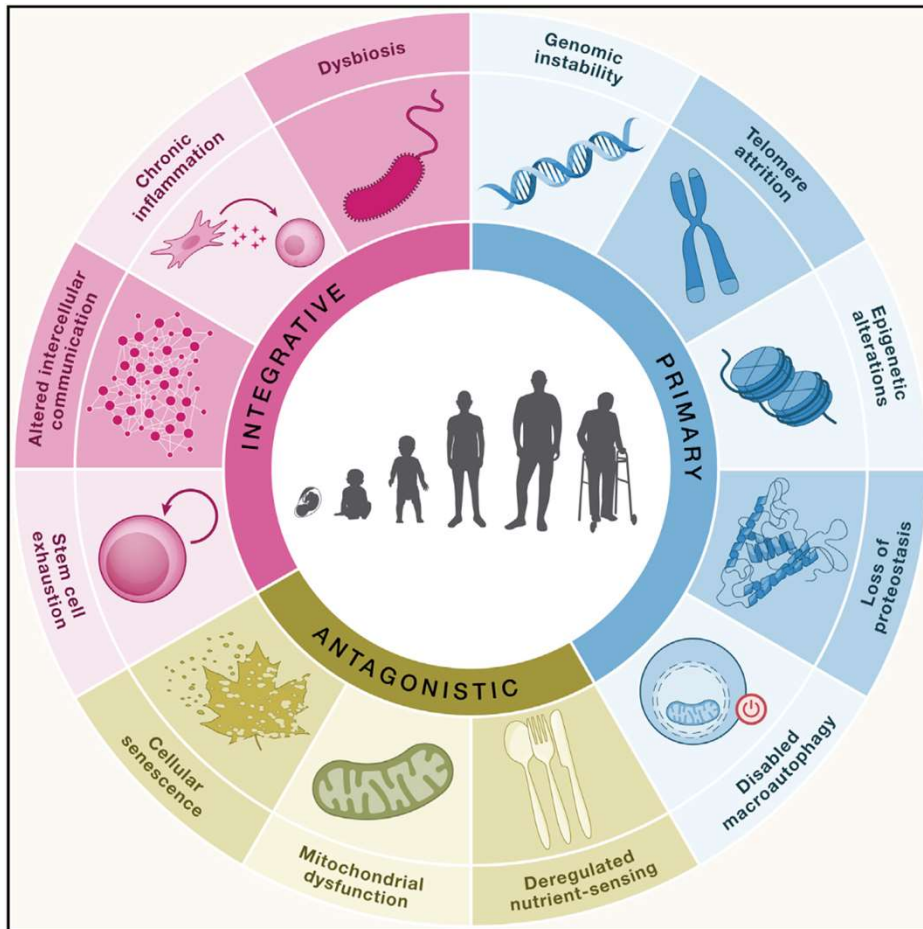 Genomic
instability
Telomere
attrition
Epigenetic
alterations
Loss of
proteostasis
Disabled
macroautophagy
Deregulated
nutrient-sensing
Mitochondrial
dysfunction
Cellular
senescence
Stem cell
exhaustion
Altered intercellular
communication
Chronic
inflammation
Dysbiosis
PRIMARY
ANTAGONISTIC
INTEGRATIVE